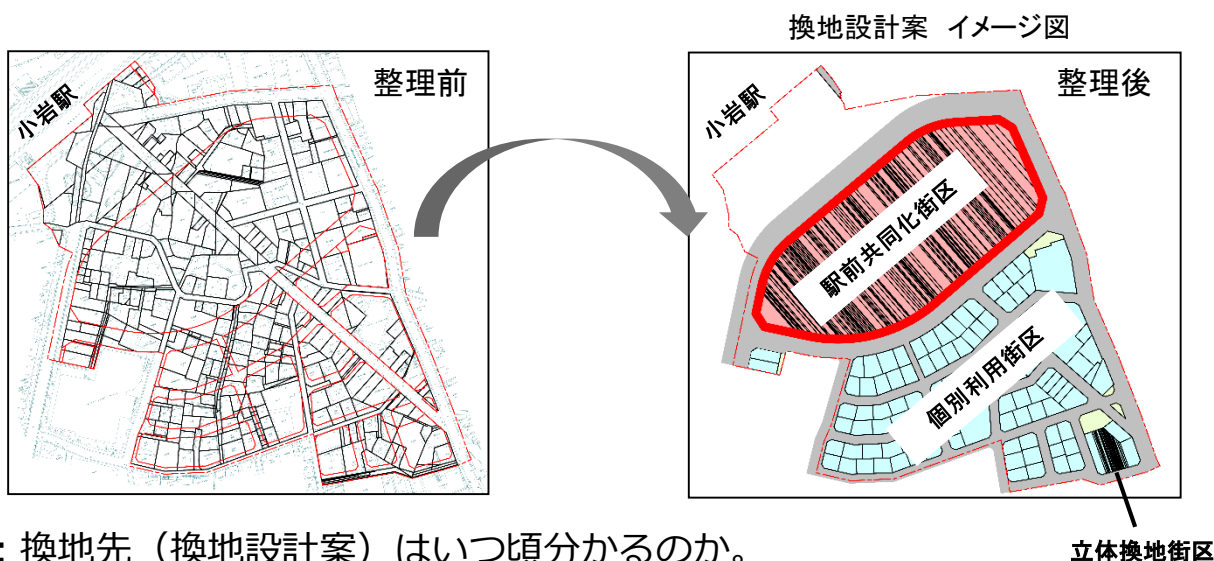 換地設計案 イメージ図
整理前
小岩駅
整理後
小岩駅
駅前共同化街区
個別利用街区
立体換地街区
: 換地先（換地設計案）はいつ頃分かるのか。